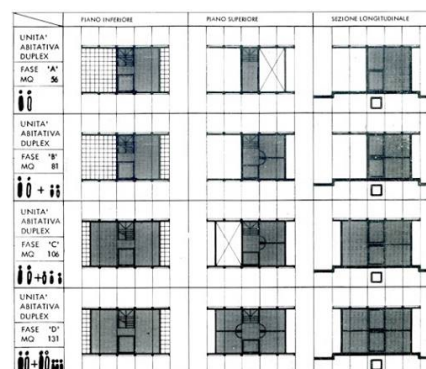 PIANO INFERIORE
PIANO SUPERIORE
SEZIONE LONGITUDINALE
UNITA'
ABITATIVA
DUPLEX
FASE 'A'
MQ 56
UNITA'
ABITATIVA
DUPLEX
FASE 'B'
MQ 81
+
UNITA'
ABITATIVA
DUPLEX
FASE "C"
MQ 106
+
UNITA'
ABITATIVA
DUPLEX
FASE "D"
MQ 131
+